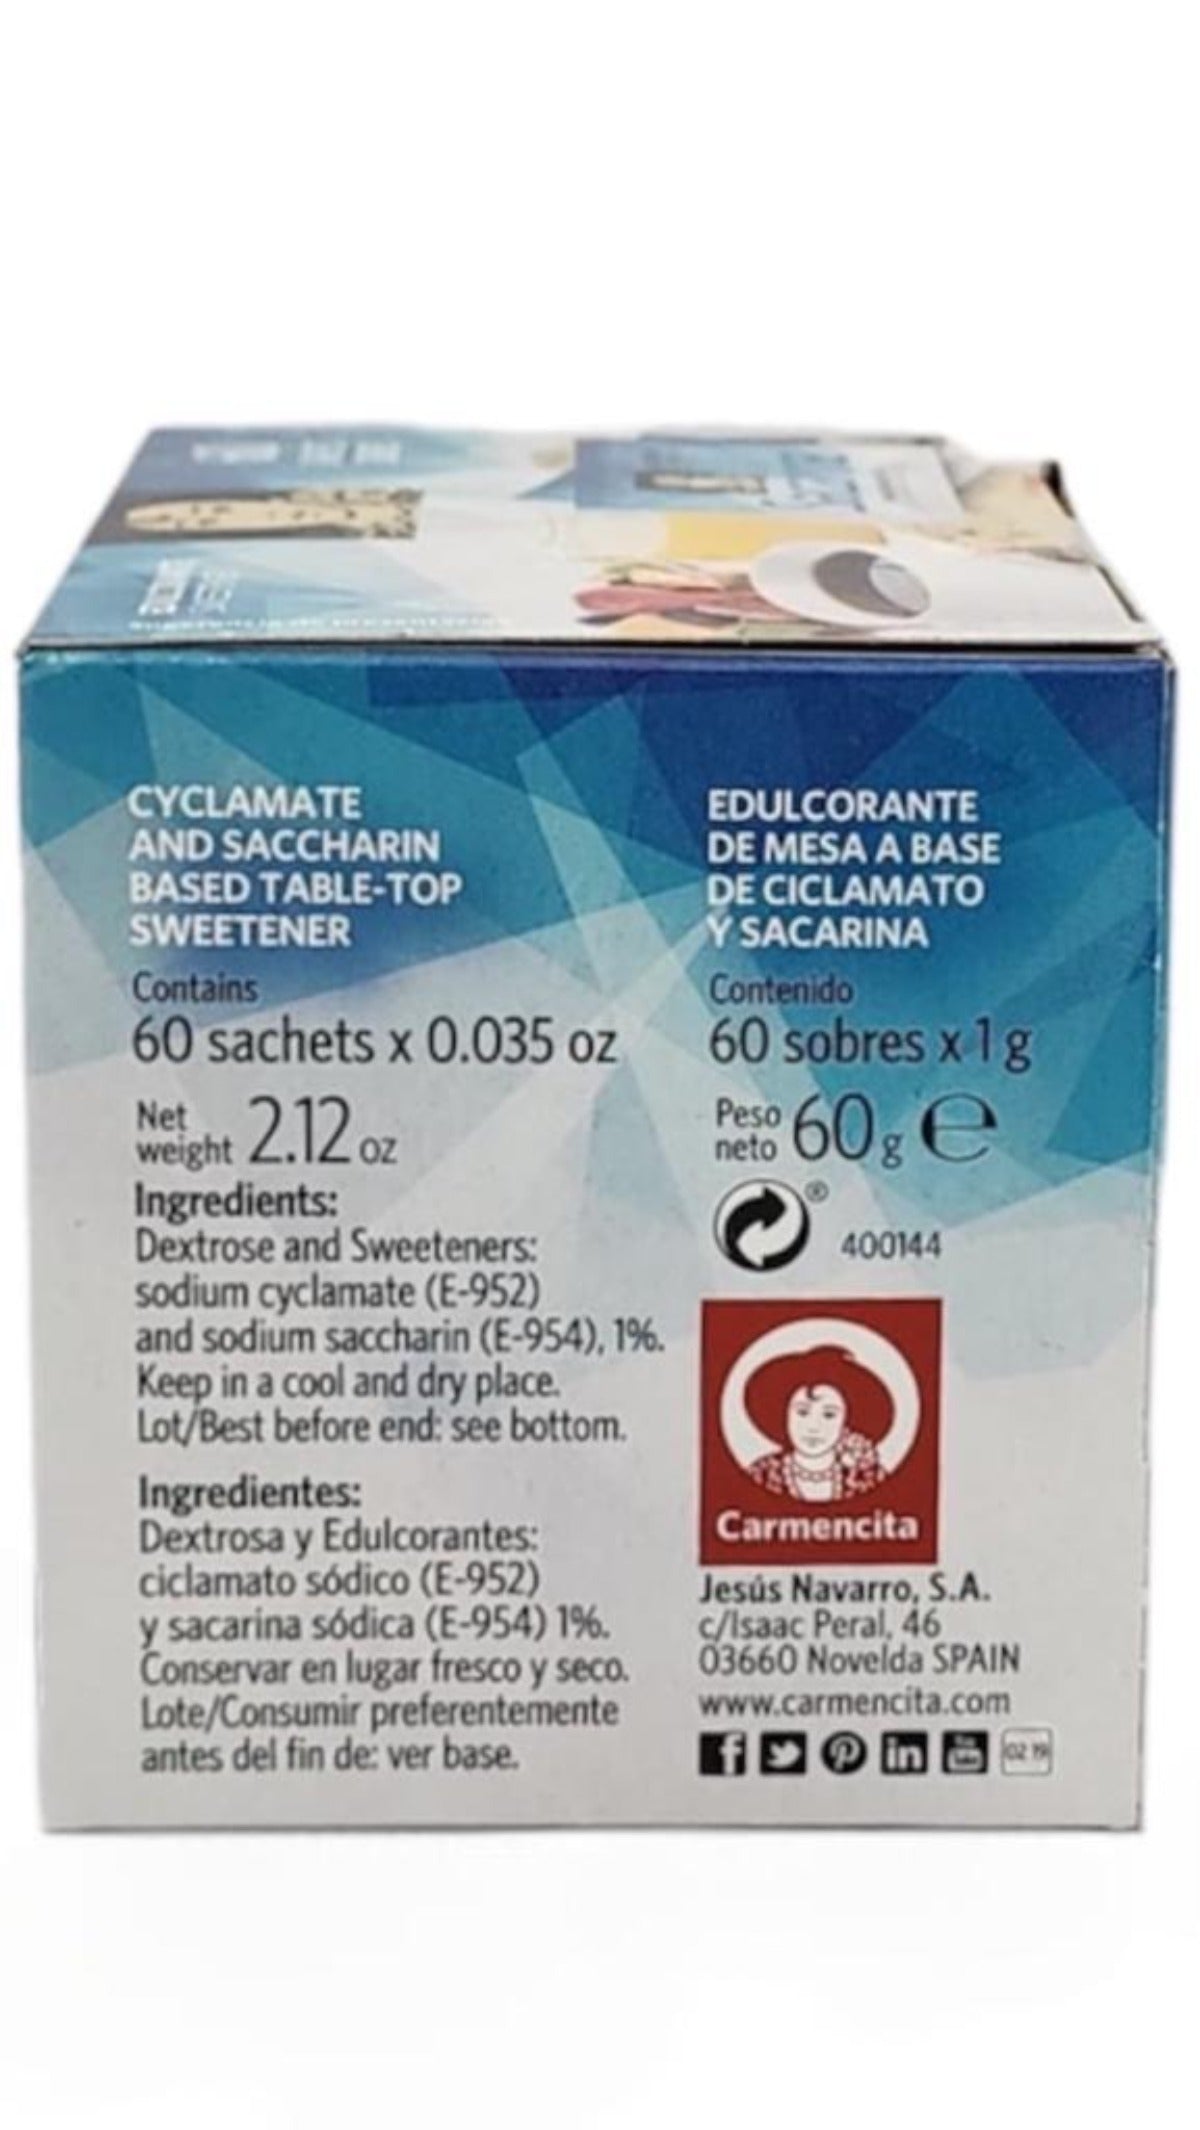 CYCLAMATE
AND SACCHARIN
BASED TABLE-TOP
SWEETENER
Contains
60 sachets x 0.035 oz
Net
weight 2.12 oz
Ingredients:
Dextrose and Sweeteners:
sodium cyclamate (E-952)
and sodium saccharin (E-954), 1%.
Keep in a cool and dry place.
Lot/Best before end: see bottom.
Ingredientes:
Dextrosa y Edulcorantes:
ciclamato sódico (E-952)
y sacarina sódica (E-954) 1%.
Conservar en lugar fresco y seco.
Lote/Consumir preferentemente
antes del fin de: ver base.
EDULCORANTE
DE MESA A BASE
DE CICLAMATO
Y SACARINA
Contenido
60 sobres x 1 g
Peso
neto 60 g e
®
400144
Carmencita
Jesús Navarro, S.A.
c/Isaac Peral, 46
03660 Novelda SPAIN
www.carmencita.com
02 19